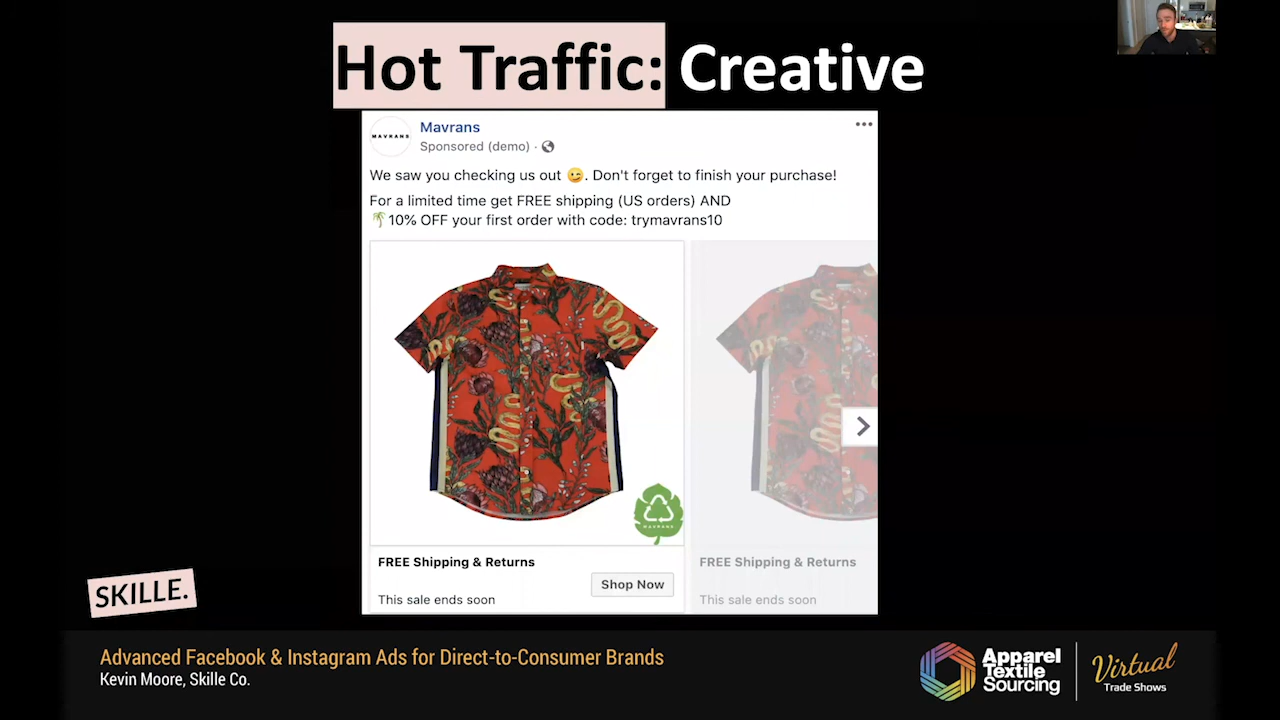 Hot Traffic: Creative
MAVRANS
Mavrans
Sponsored (demo) ·
We saw you checking us out 😉. Don't forget to finish your purchase!
For a limited time get FREE shipping (US orders) AND
🌴10% OFF your first order with code: trymavrans10
MAVRANS
FREE Shipping & Returns
Shop Now
This sale ends soon
FREE Shipping & Returns
This sale ends soon
SKILLE.
Advanced Facebook & Instagram Ads for Direct-to-Consumer Brands
Kevin Moore, Skille Co.
Apparel
Textile
Sourcing
Virtual
Trade Shows